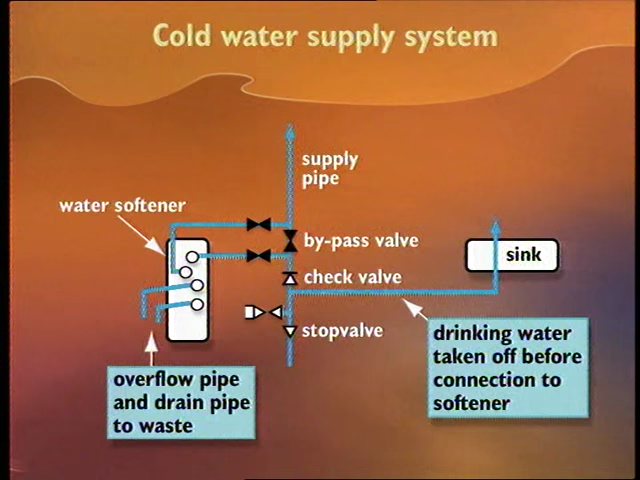 Cold water supply system
supply
pipe
water softener
by-pass valve
sink
check valve
stopvalve
drinking water
taken off before
connection to
softener
overflow pipe
and drain pipe
to waste